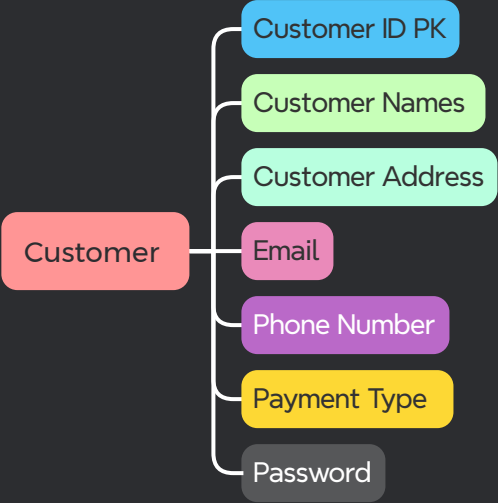 Customer ID PK
Customer Names
Customer Address
Customer
Email
Phone Number
Payment Type
Password